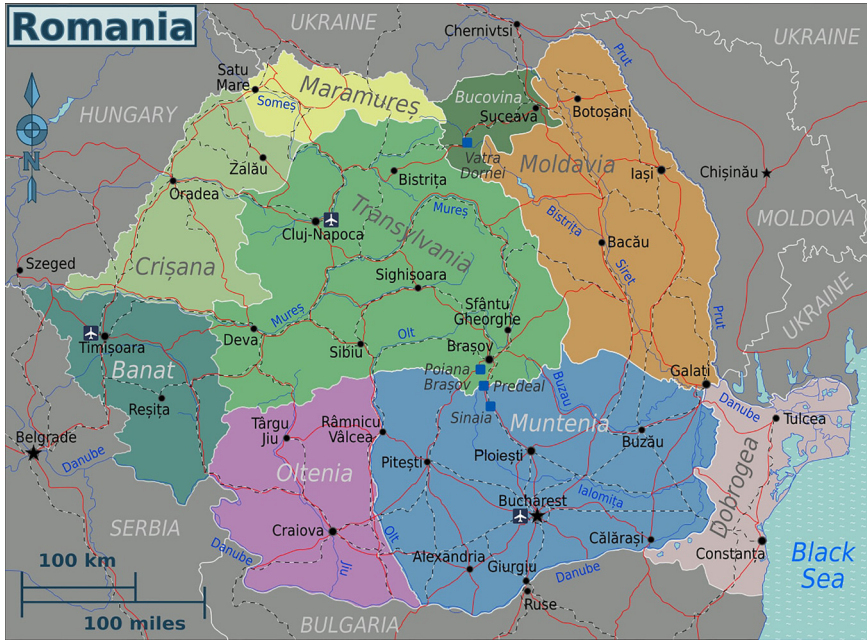 Romania
UKRAINE
Chernivtsi
UKRAINE
Prut
Satu
Mare
Maramureș
Someș
HUNGARY
Bucovina
Suceava
Botoșani
N
Zalău
Vatra
Dornei
Moldavia
Iași
Chișinău
Oradea
Bistrița
Mureș
Transylvania
Bistrița
MOLDOVA
Cluj-Napoca
Bacău
Szeged
Crișana
Sighișoara
Siret
UKRAINE
Mureș
Sfântu
Gheorghe
Prut
Timișoara
Deva
Sibiu
Olt
Brașov
Banat
Poiana
Brașov
Predeal
Buzau
Galați
Reșița
Sinaia
Danube
Târgu
Jiu
Râmnicu
Vâlcea
Muntenia
Tulcea
Belgrade
Danube
Buzău
Oltenia
Pitești
Ploiești
Dobrogea
Ialomița
Bucharest
SERBIA
Craiova
Olt
Călărași
Constanța
Danube
Alexandria
Giurgiu
Danube
Black
Sea
Jiu
100 km
Ruse
100 miles
BULGARIA